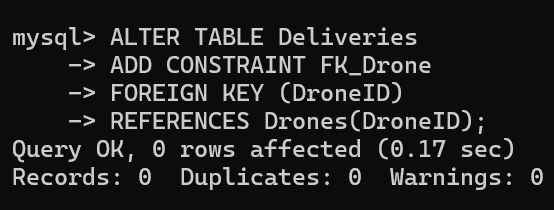 mysql> ALTER TABLE Deliveries
    -> ADD CONSTRAINT FK_Drone
    -> FOREIGN KEY (DroneID)
    -> REFERENCES Drones(DroneID);
Query OK, 0 rows affected (0.17 sec)
Records: 0  Duplicates: 0  Warnings: 0